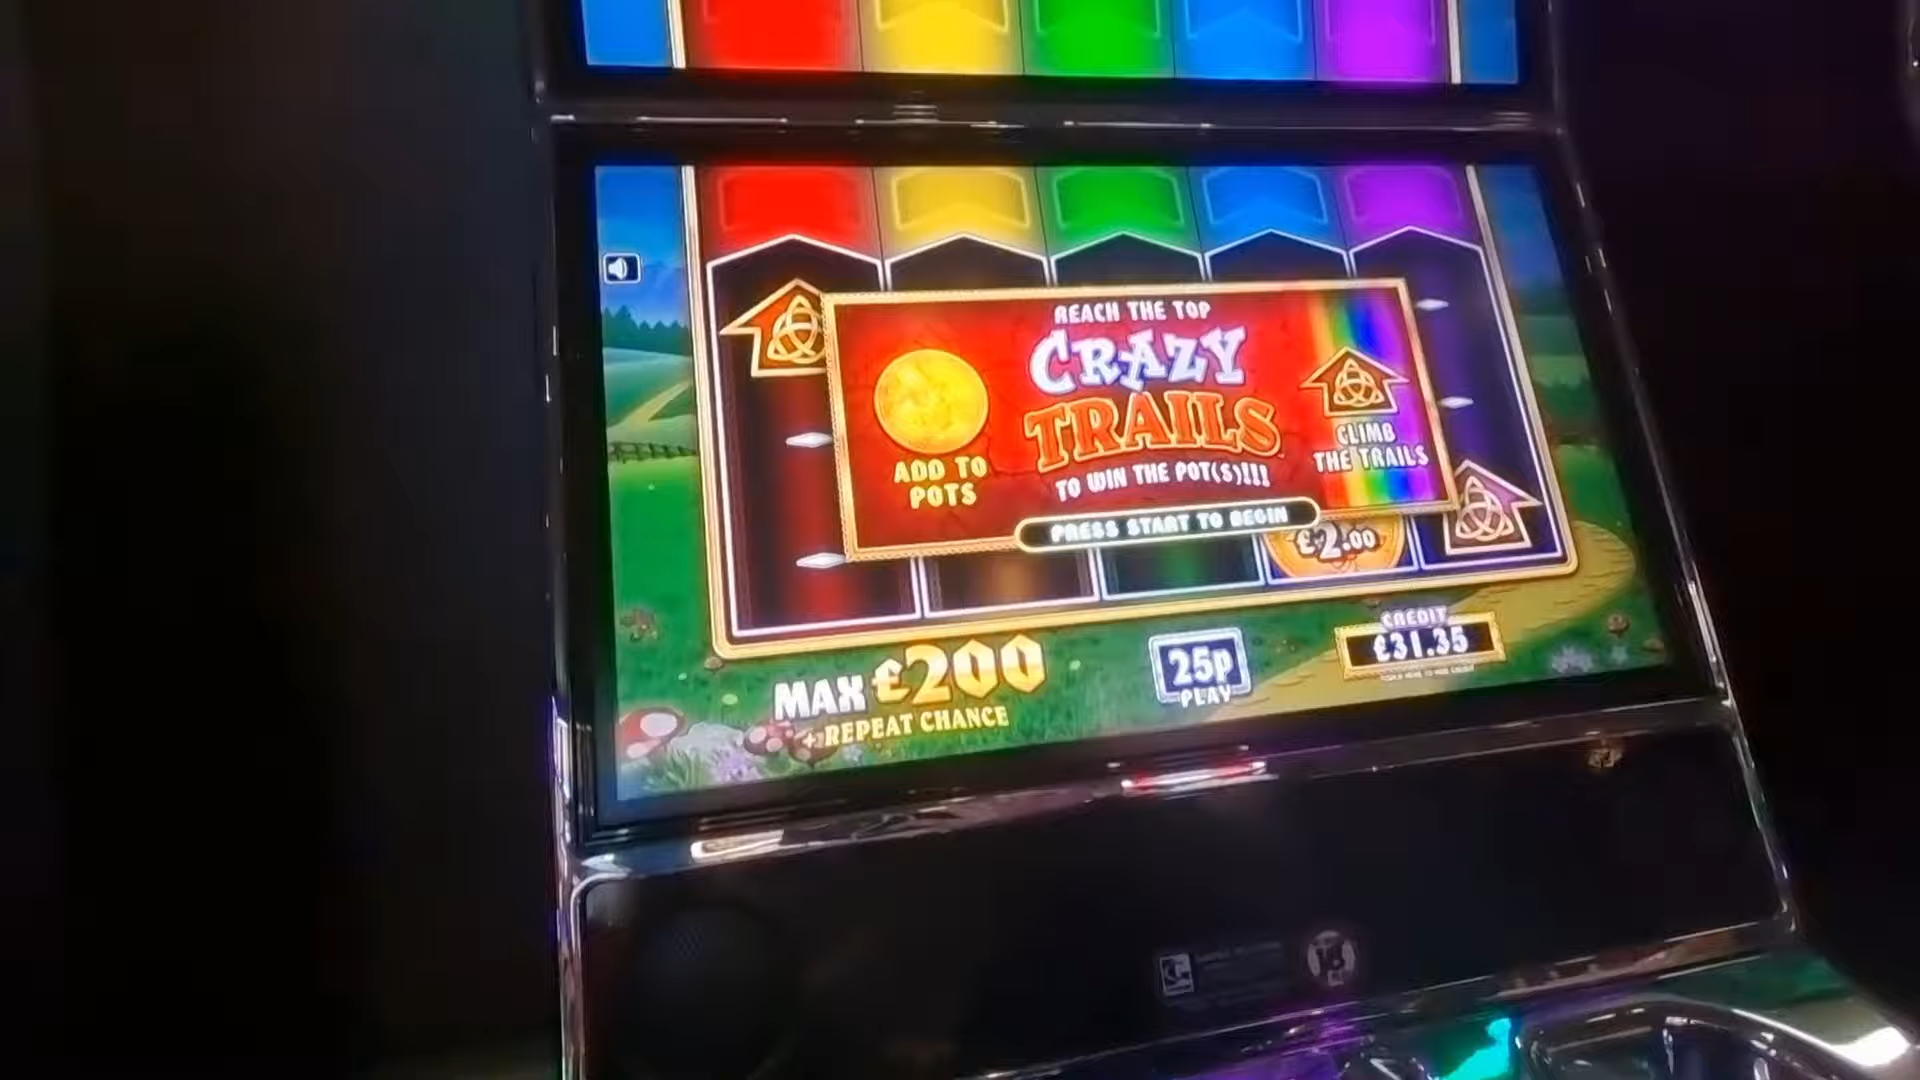 REACH THE TOP
CRAZY
TRAILS
TO WIN THE POT(S)!!!
ADD TO
POTS
CLIMB
THE TRAILS
PRESS START TO BEGIN
£2.00
MAX £200
+ REPEAT CHANCE
25p
PLAY
CREDIT
£31.35
18